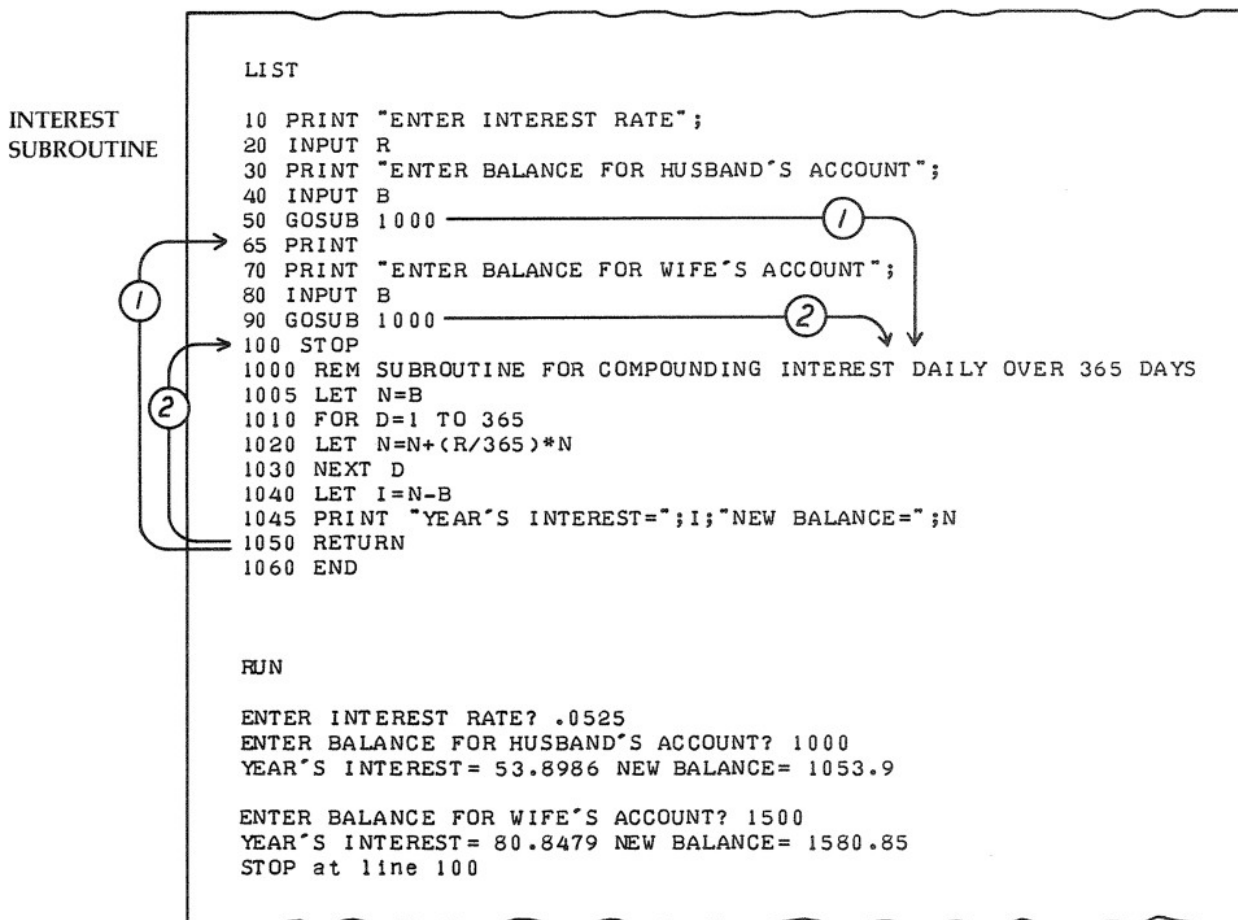 INTEREST
SUBROUTINE
LIST
10 PRINT "ENTER INTEREST RATE";
20 INPUT R
30 PRINT "ENTER BALANCE FOR HUSBAND'S ACCOUNT";
40 INPUT B
50 GOSUB 1000
1
65 PRINT
70 PRINT "ENTER BALANCE FOR WIFE'S ACCOUNT";
1
80 INPUT B
90 GOSUB 1000
2
100 STOP
1000 REM SUBROUTINE FOR COMPOUNDING INTEREST DAILY OVER 365 DAYS
1005 LET N=B
2
1010 FOR D=1 TO 365
1020 LET N=N+(R/365)*N
1030 NEXT D
1040 LET I=N-B
1045 PRINT "YEAR'S INTEREST=";I;"NEW BALANCE=";N
1050 RETURN
1060 END
RUN
ENTER INTEREST RATE? .0525
ENTER BALANCE FOR HUSBAND'S ACCOUNT? 1000
YEAR'S INTEREST= 53.8986 NEW BALANCE= 1053.9
ENTER BALANCE FOR WIFE'S ACCOUNT? 1500
YEAR'S INTEREST= 80.8479 NEW BALANCE= 1580.85
STOP at line 100